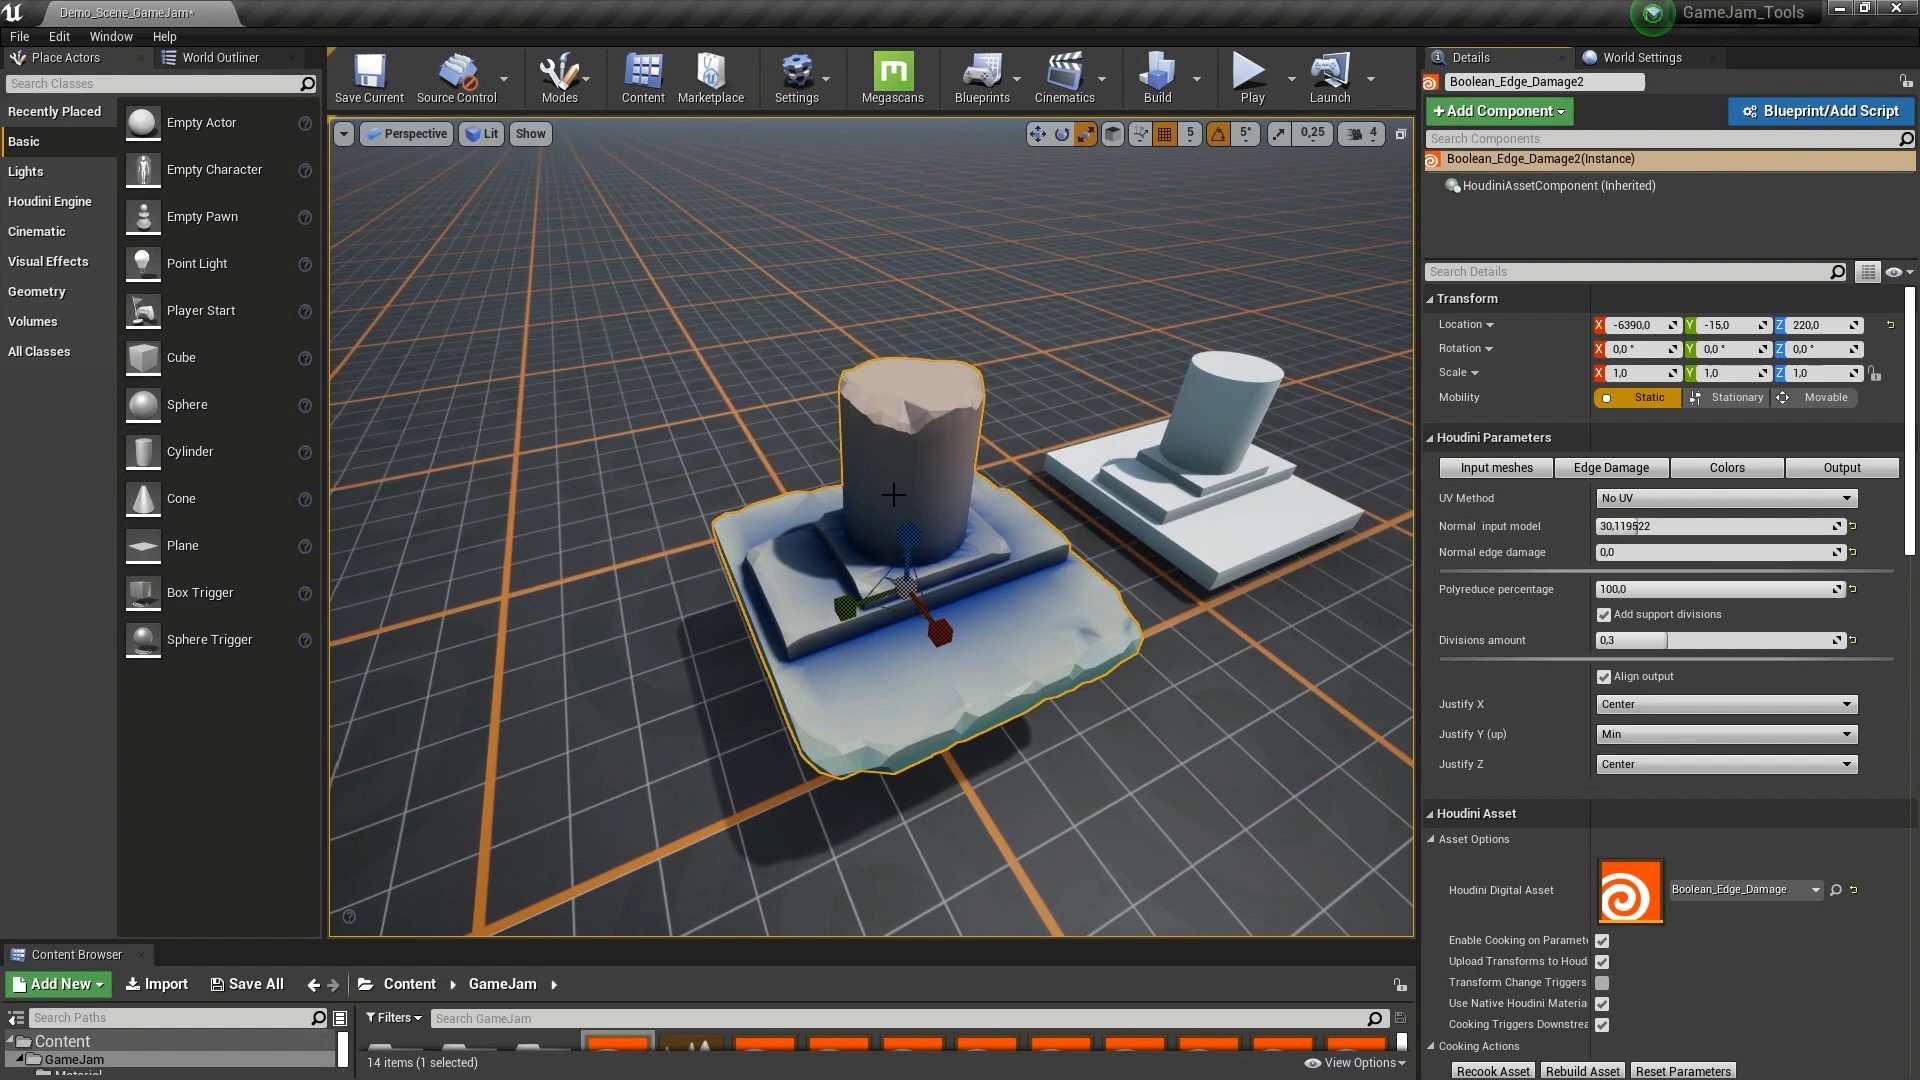 Demo_Scene_GameJam*
GameJam_Tools
File Edit Window Help
Place Actors
World Outliner
Search Classes
Recently Placed
Basic
Lights
Houdini Engine
Cinematic
Visual Effects
Geometry
Volumes
All Classes
Empty Actor
Empty Character
Empty Pawn
Point Light
Player Start
Cube
Sphere
Cylinder
Cone
Plane
Box Trigger
Sphere Trigger
Save Current
Source Control
Modes
Content
Marketplace
Settings
Megascans
Blueprints
Cinematics
Build
Play
Launch
Perspective
Lit
Show
5
5°
0,25
4
Details
World Settings
Boolean_Edge_Damage2
+Add Component
Blueprint/Add Script
Search Components
Boolean_Edge_Damage2(Instance)
HoudiniAssetComponent (Inherited)
Search Details
Transform
Location X -6390,0 Y -15,0 Z 220,0
Rotation X 0,0 ° Y 0,0 ° Z 0,0 °
Scale X 1,0 Y 1,0 Z 1,0
Mobility Static Stationary Movable
Houdini Parameters
Input meshes Edge Damage Colors Output
UV Method No UV
Normal input model 30,119522
Normal edge damage 0,0
Polyreduce percentage 100,0
Add support divisions
Divisions amount 0,3
Align output
Justify X Center
Justify Y (up) Min
Justify Z Center
Houdini Asset
Asset Options
Houdini Digital Asset Boolean_Edge_Damage
Enable Cooking on Paramete
Upload Transforms to Houd
Transform Change Triggers
Use Native Houdini Materia
Cooking Triggers Downstrea
Cooking Actions
Recook Asset Rebuild Asset Reset Parameters
Content Browser
Add New
Import
Save All
Content
GameJam
Search Paths
Filters
Search GameJam
Content
GameJam
Material
14 items (1 selected)
View Options